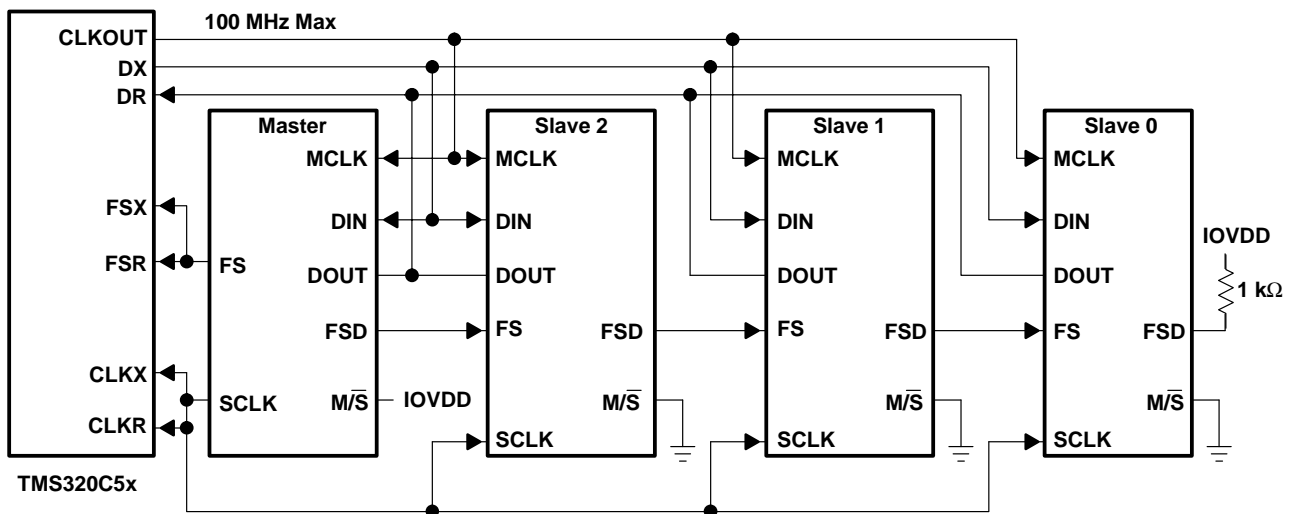 100 MHz Max
CLKOUT
DX
DR
FSX
FSR
CLKX
CLKR
TMS320C5x
Master
MCLK
DIN
DOUT
FS
FSD
SCLK
M/S̅
IOVDD
Slave 2
MCLK
DIN
DOUT
FS
FSD
M/S̅
SCLK
Slave 1
MCLK
DIN
DOUT
FS
FSD
M/S̅
SCLK
Slave 0
MCLK
DIN
DOUT
FS
FSD
M/S̅
SCLK
IOVDD
1 kΩ